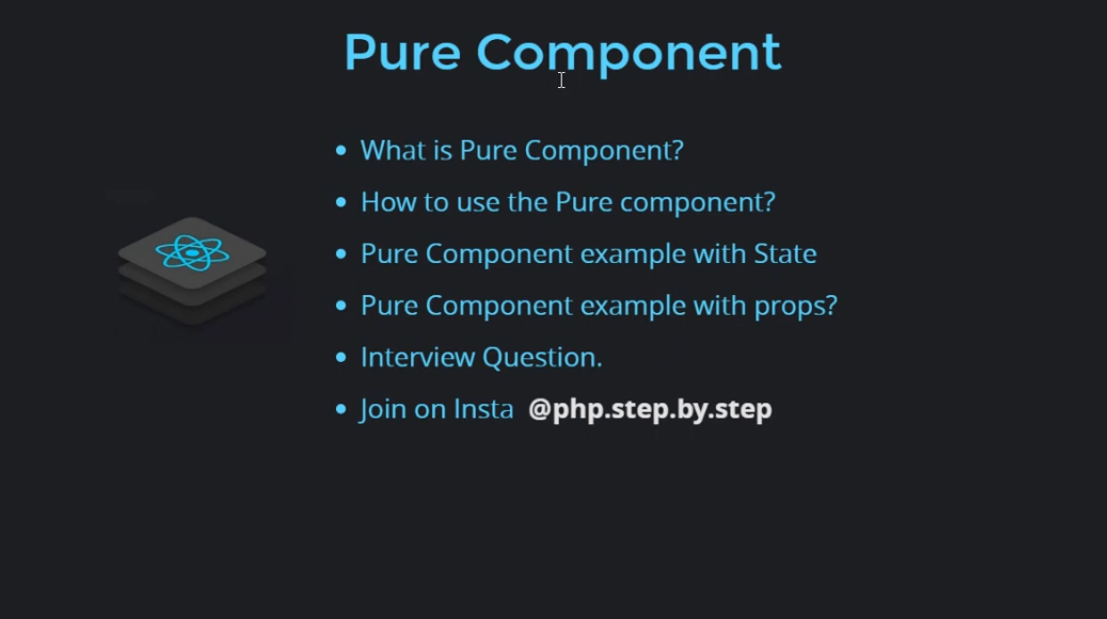 Pure Component
What is Pure Component?
How to use the Pure component?
Pure Component example with State
Pure Component example with props?
Interview Question.
Join on Insta @php.step.by.step